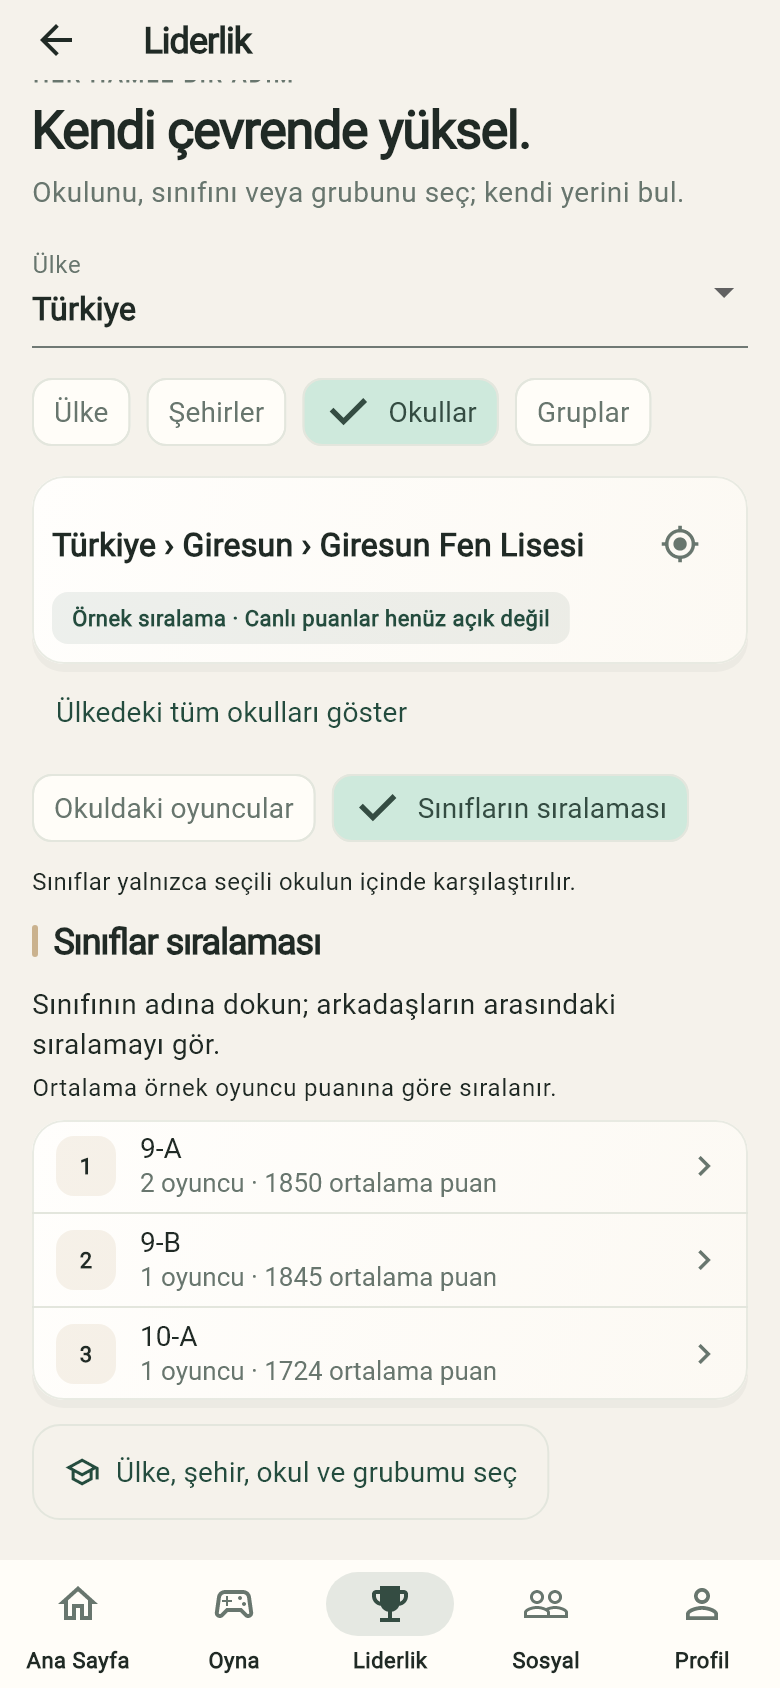 Liderlik
HER HAMLE BİR ADIM
Kendi çevrende yüksel.
Okulunu, sınıfını veya grubunu seç; kendi yerini bul.
Ülke
Türkiye
Ülke
Şehirler
Okullar
Gruplar
Türkiye › Giresun › Giresun Fen Lisesi
Örnek sıralama · Canlı puanlar henüz açık değil
Ülkedeki tüm okulları göster
Okuldaki oyuncular
Sınıfların sıralaması
Sınıflar yalnızca seçili okulun içinde karşılaştırılır.
Sınıflar sıralaması
Sınıfının adına dokun; arkadaşların arasındaki
sıralamayı gör.
Ortalama örnek oyuncu puanına göre sıralanır.
1
9-A
2 oyuncu · 1850 ortalama puan
2
9-B
1 oyuncu · 1845 ortalama puan
3
10-A
1 oyuncu · 1724 ortalama puan
Ülke, şehir, okul ve grubumu seç
Ana Sayfa
Oyna
Liderlik
Sosyal
Profil